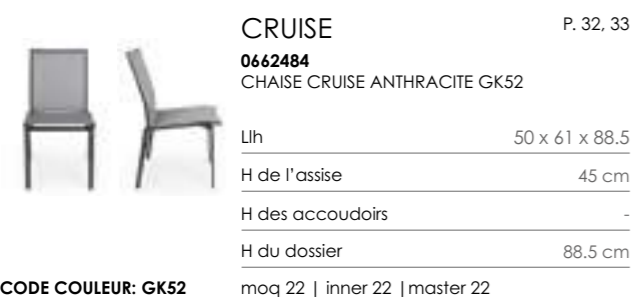 CRUISE P. 32, 33
0662484
CHAISE CRUISE ANTHRACITE GK52
Llh 50 x 61 x 88.5
H de l'assise 45 cm
H des accoudoirs -
H du dossier 88.5 cm
CODE COULEUR: GK52 moq 22 | inner 22 |master 22